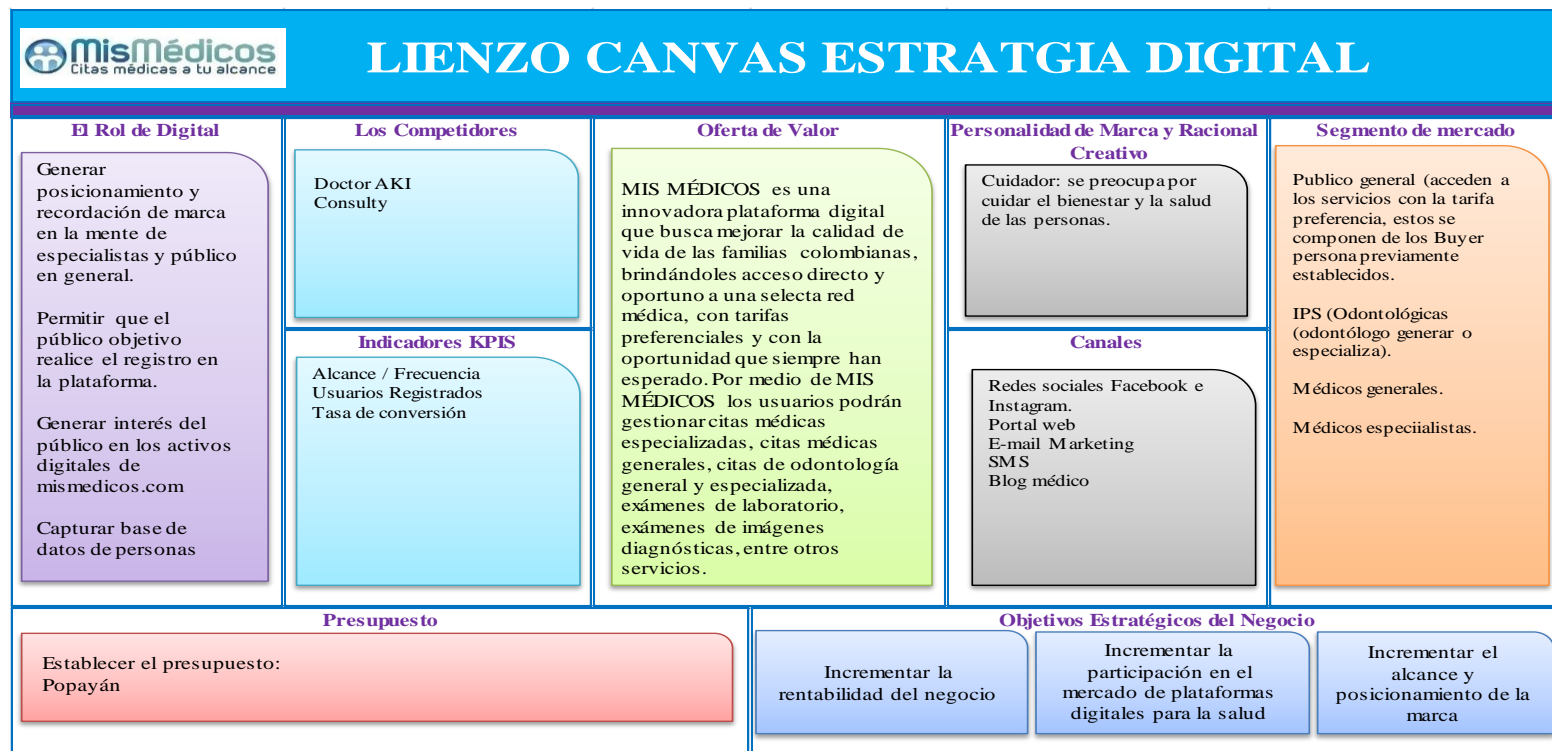 MisMédicos
Citas médicas a tu alcance
LIENZO CANVAS ESTRATGIA DIGITAL
El Rol de Digital
Generar
posicionamiento y
recordación de marca
en la mente de
especialistas y público
en general.
Permitir que el
público objetivo
realice el registro en
la plataforma.
Generar interés del
público en los activos
digitales de
mismedicos.com
Capturar base de
datos de personas
Los Competidores
Doctor AKI
Consulty
Indicadores KPIS
Alcance / Frecuencia
Usuarios Registrados
Tasa de conversión
Oferta de Valor
MIS MÉDICOS es una
innovadora plataforma digital
que busca mejorar la calidad de
vida de las familias colombianas,
brindándoles acceso directo y
oportuno a una selecta red
médica, con tarifas
preferenciales y con la
oportunidad que siempre han
esperado. Por medio de MIS
MÉDICOS los usuarios podrán
gestionar citas médicas
especializadas, citas médicas
generales, citas de odontología
general y especializada,
exámenes de laboratorio,
exámenes de imágenes
diagnósticas, entre otros
servicios.
Personalidad de Marca y Racional
Creativo
Cuidador: se preocupa por
cuidar el bienestar y la salud
de las personas.
Canales
Redes sociales Facebook e
Instagram.
Portal web
E-mail Marketing
SMS
Blog médico
Segmento de mercado
Publico general (acceden a
los servicios con la tarifa
preferencia, estos se
componen de los Buyer
persona previamente
establecidos.
IPS (Odontológicas
(odontólogo generar o
especializa).
Médicos generales.
Médicos especiialistas.
Presupuesto
Establecer el presupuesto:
Popayán
Objetivos Estratégicos del Negocio
Incrementar la
rentabilidad del negocio
Incrementar la
participación en el
mercado de plataformas
digitales para la salud
Incrementar el
alcance y
posicionamiento de la
marca